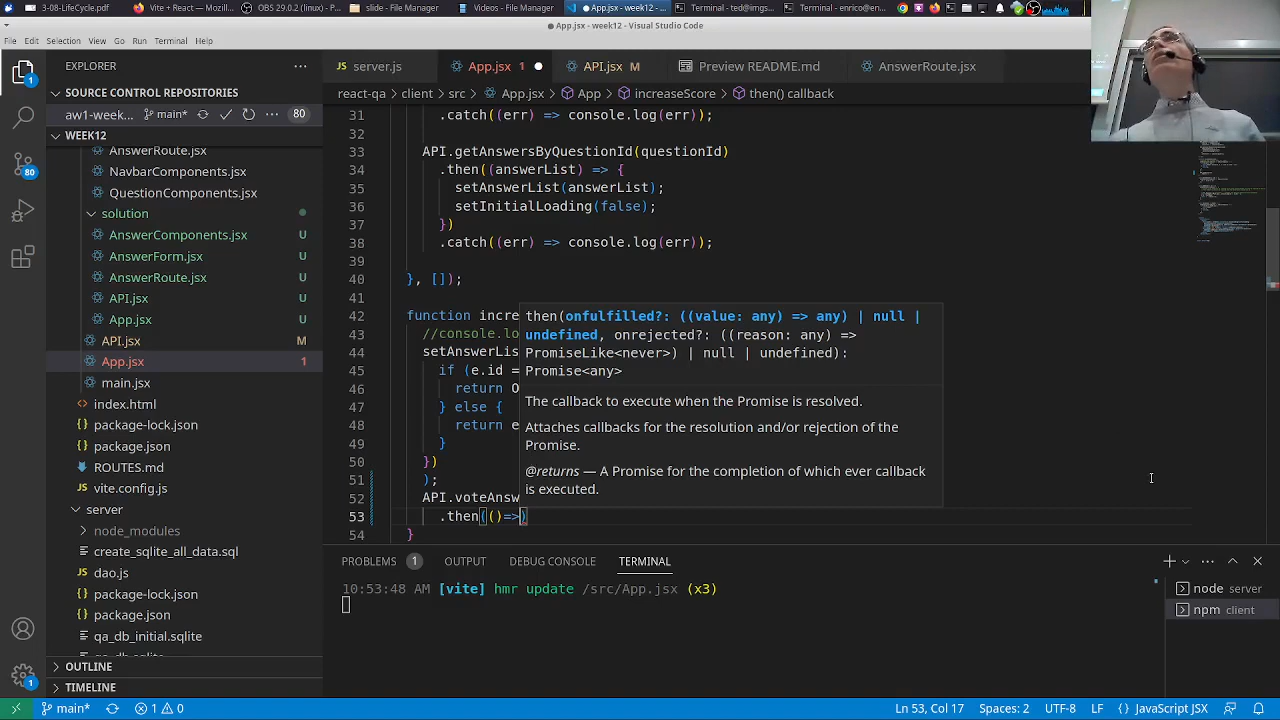 3-08-LifeCycle.pdf
Vite + React — Mozill...
OBS 29.0.2 (linux) - P...
slide - File Manager
Videos - File Manager
App.jsx - week12 - ...
Terminal - ted@imgs...
Terminal - enrico@e...
App.jsx - week12 - Visual Studio Code
File Edit Selection View Go Run Terminal Help
EXPLORER
server.js
App.jsx 1
API.jsx M
Preview README.md
AnswerRoute.jsx
SOURCE CONTROL REPOSITORIES
react-qa > client > src > App.jsx > App > increaseScore > then() callback
aw1-week... main* 80
WEEK12
AnswerRoute.jsx
NavbarComponents.jsx
QuestionComponents.jsx
solution
AnswerComponents.jsx U
AnswerForm.jsx U
AnswerRoute.jsx U
API.jsx U
App.jsx U
API.jsx M
App.jsx 1
main.jsx
index.html
package-lock.json
package.json
ROUTES.md
vite.config.js
server
node_modules
create_sqlite_all_data.sql
dao.js
package-lock.json
package.json
qa_db_initial.sqlite
OUTLINE
TIMELINE
31 .catch((err) => console.log(err));
32
33 API.getAnswersByQuestionId(questionId)
34 .then((answerList) => {
35 setAnswerList(answerList);
36 setInitialLoading(false);
37 })
38 .catch((err) => console.log(err));
39
40 }, []);
41
42 function incre
43 //console.lo
44 setAnswerLis
45 if (e.id =
46 return O
47 } else {
48 return e
49 }
50 })
51 );
52 API.voteAnsw
53 .then(()=>)
54 }
then(onfulfilled?: ((value: any) => any) | null |
undefined, onrejected?: ((reason: any) =>
PromiseLike<never>) | null | undefined):
Promise<any>
The callback to execute when the Promise is resolved.
Attaches callbacks for the resolution and/or rejection of the
Promise.
@returns — A Promise for the completion of which ever callback
is executed.
PROBLEMS 1 OUTPUT DEBUG CONSOLE TERMINAL
10:53:48 AM [vite] hmr update /src/App.jsx (x3)
node server
npm client
main* 1 0
Ln 53, Col 17 Spaces: 2 UTF-8 LF {} JavaScript JSX